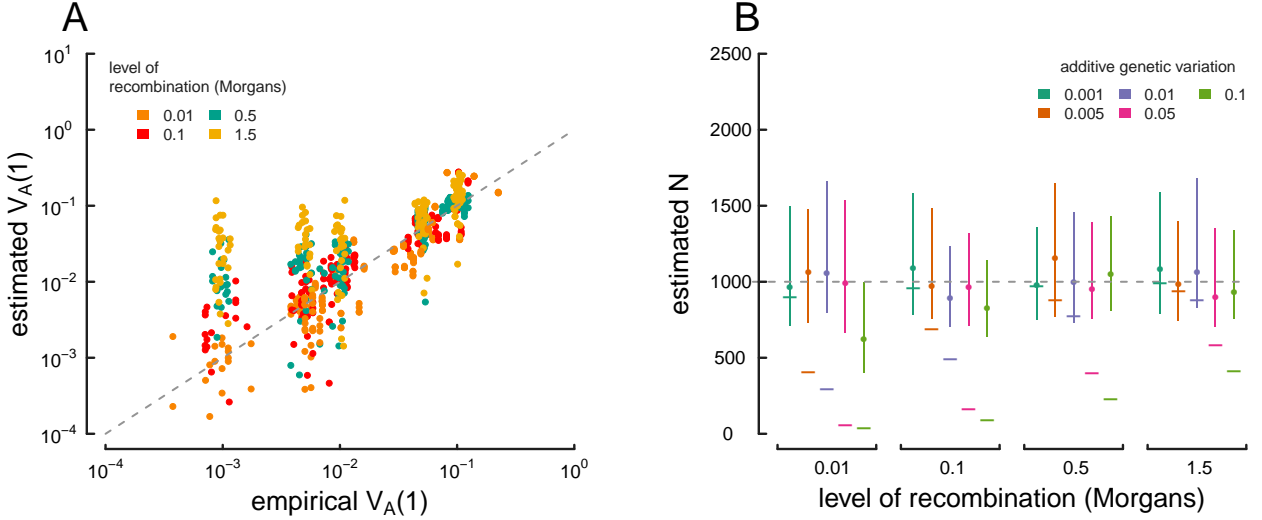 A
estimated V_A(1)
10^1
10^0
10^−1
10^−2
10^−3
10^−4
level of
recombination (Morgans)
0.01 0.5
0.1 1.5
10^−4 10^−3 10^−2 10^−1 10^0
empirical V_A(1)
B
estimated N
2500
2000
1500
1000
500
0
additive genetic variation
0.001 0.01 0.1
0.005 0.05
0.01 0.1 0.5 1.5
level of recombination (Morgans)